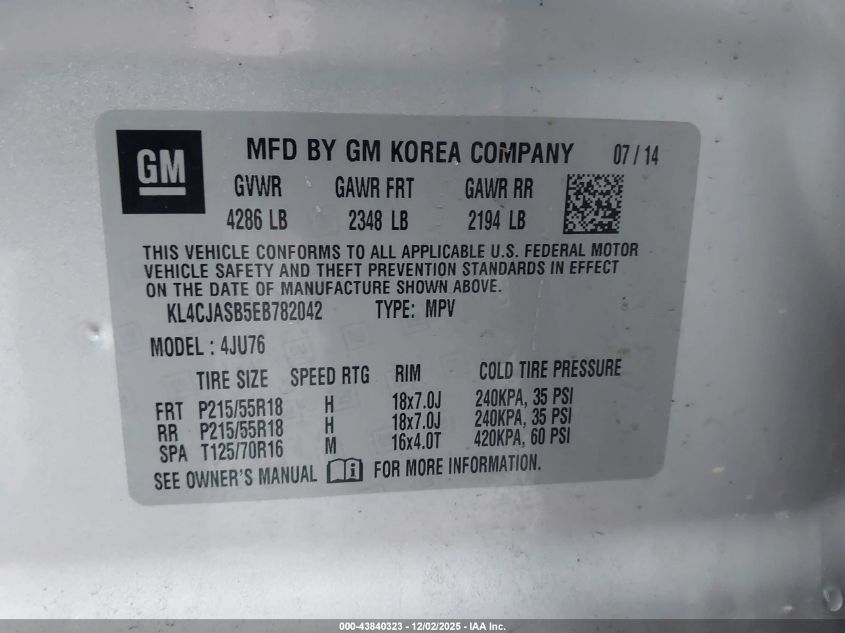 GM
MFD BY GM KOREA COMPANY 07 / 14
GVWR GAWR FRT GAWR RR
4286 LB 2348 LB 2194 LB
THIS VEHICLE CONFORMS TO ALL APPLICABLE U.S. FEDERAL MOTOR
VEHICLE SAFETY AND THEFT PREVENTION STANDARDS IN EFFECT
ON THE DATE OF MANUFACTURE SHOWN ABOVE.
KL4CJASB5EB782042 TYPE: MPV
MODEL : 4JU76
TIRE SIZE SPEED RTG RIM COLD TIRE PRESSURE
FRT P215/55R18 H 18x7.0J 240KPA, 35 PSI
RR P215/55R18 H 18x7.0J 240KPA, 35 PSI
SPA T125/70R16 M 16x4.0T 420KPA, 60 PSI
SEE OWNER'S MANUAL i FOR MORE INFORMATION.
000-43840323 - 12/02/2025 - IAA Inc.